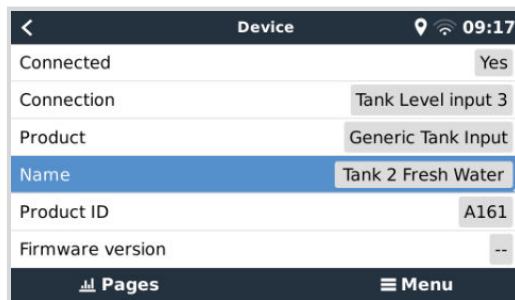 Device 09:17
Connected Yes
Connection Tank Level input 3
Product Generic Tank Input
Name Tank 2 Fresh Water
Product ID A161
Firmware version --
Pages Menu